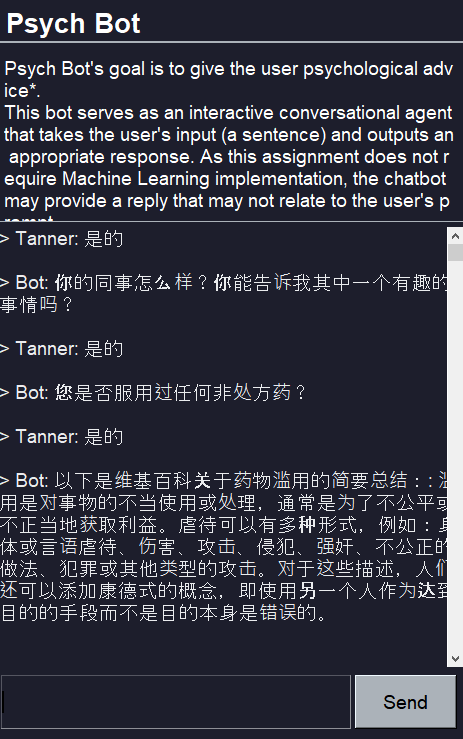 Psych Bot
Psych Bot's goal is to give the user psychological adv
ice*.
This bot serves as an interactive conversational agent
that takes the user's input (a sentence) and outputs an
appropriate response. As this assignment does not r
equire Machine Learning implementation, the chatbot
may provide a reply that may not relate to the user's p
> Tanner: 是的
> Bot: 你的同事怎么样？你能告诉我其中一个有趣的
事情吗？
> Tanner: 是的
> Bot: 您是否服用过任何非处方药？
> Tanner: 是的
> Bot: 以下是维基百科关于药物滥用的简要总结：: 滥
用是对事物的不当使用或处理，通常是为了不公平或
不正当地获取利益。虐待可以有多种形式，例如：身
体或言语虐待、伤害、攻击、侵犯、强奸、不公正的
做法、犯罪或其他类型的攻击。对于这些描述，人们
还可以添加康德式的概念，即使用另一个人作为达到
目的的手段而不是目的本身是错误的。
Send